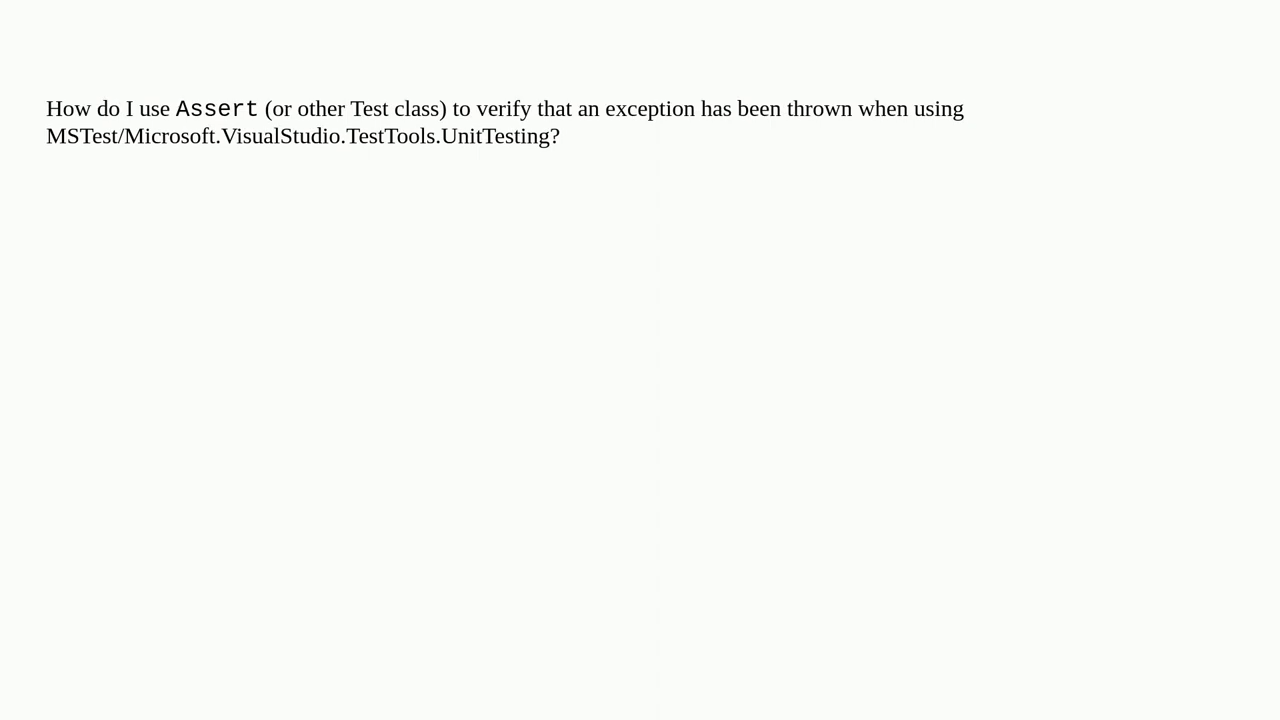 How do I use Assert (or other Test class) to verify that an exception has been thrown when using
MSTest/Microsoft.VisualStudio.TestTools.UnitTesting?